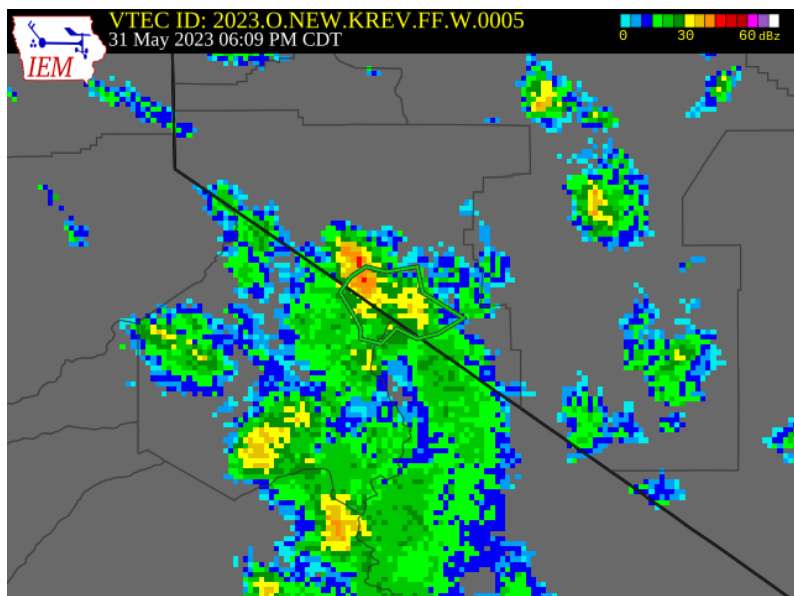 VTEC ID: 2023.O.NEW.KREV.FF.W.0005
31 May 2023 06:09 PM CDT
IEM
0 30 60 dBz